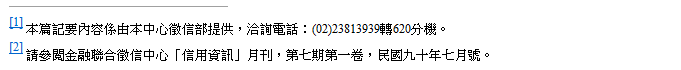 [1] 本篇記要內容係由本中心徵信部提供，洽詢電話：(02)23813939轉620分機。
[2] 請參閱金融聯合徵信中心「信用資訊」月刊，第七期第一卷，民國九十年七月號。